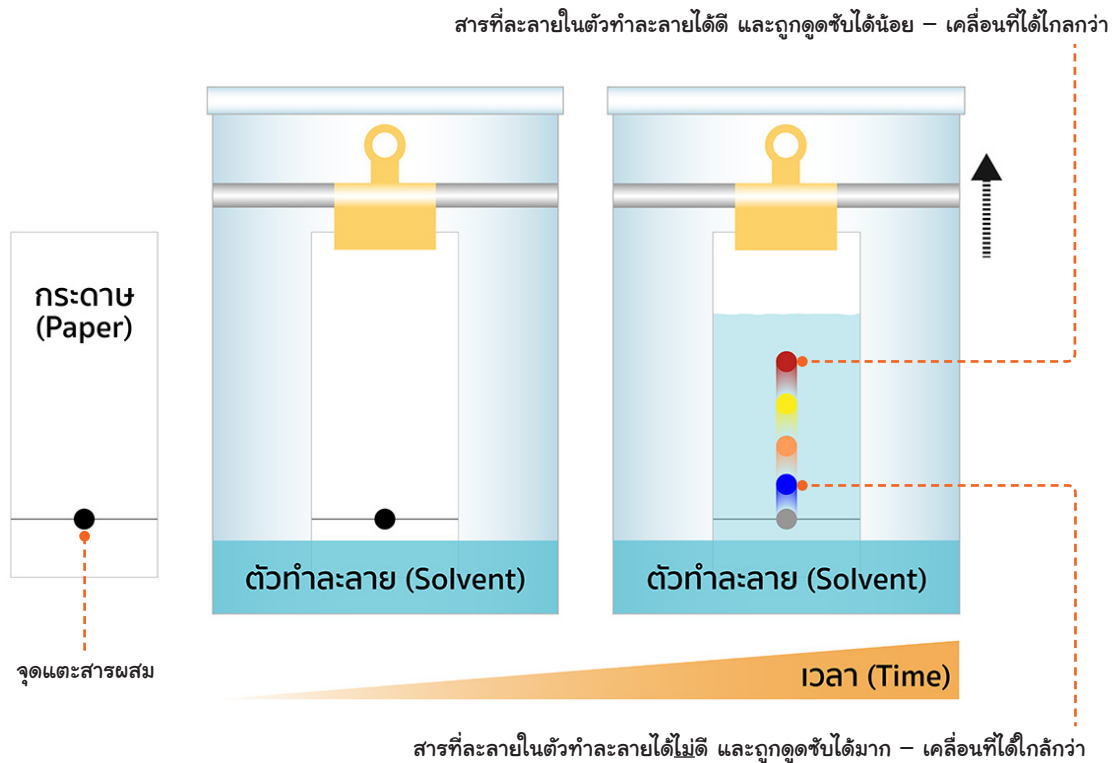 สารที่ละลายในตัวทำละลายได้ดี และถูกดูดซับได้น้อย – เคลื่อนที่ได้ไกลกว่า
กระดาษ
(Paper)
ตัวทำละลาย (Solvent)
ตัวทำละลาย (Solvent)
จุดแตะสารผสม
เวลา (Time)
สารที่ละลายในตัวทำละลายได้ไม่ดี และถูกดูดซับได้มาก – เคลื่อนที่ได้ใกล้กว่า